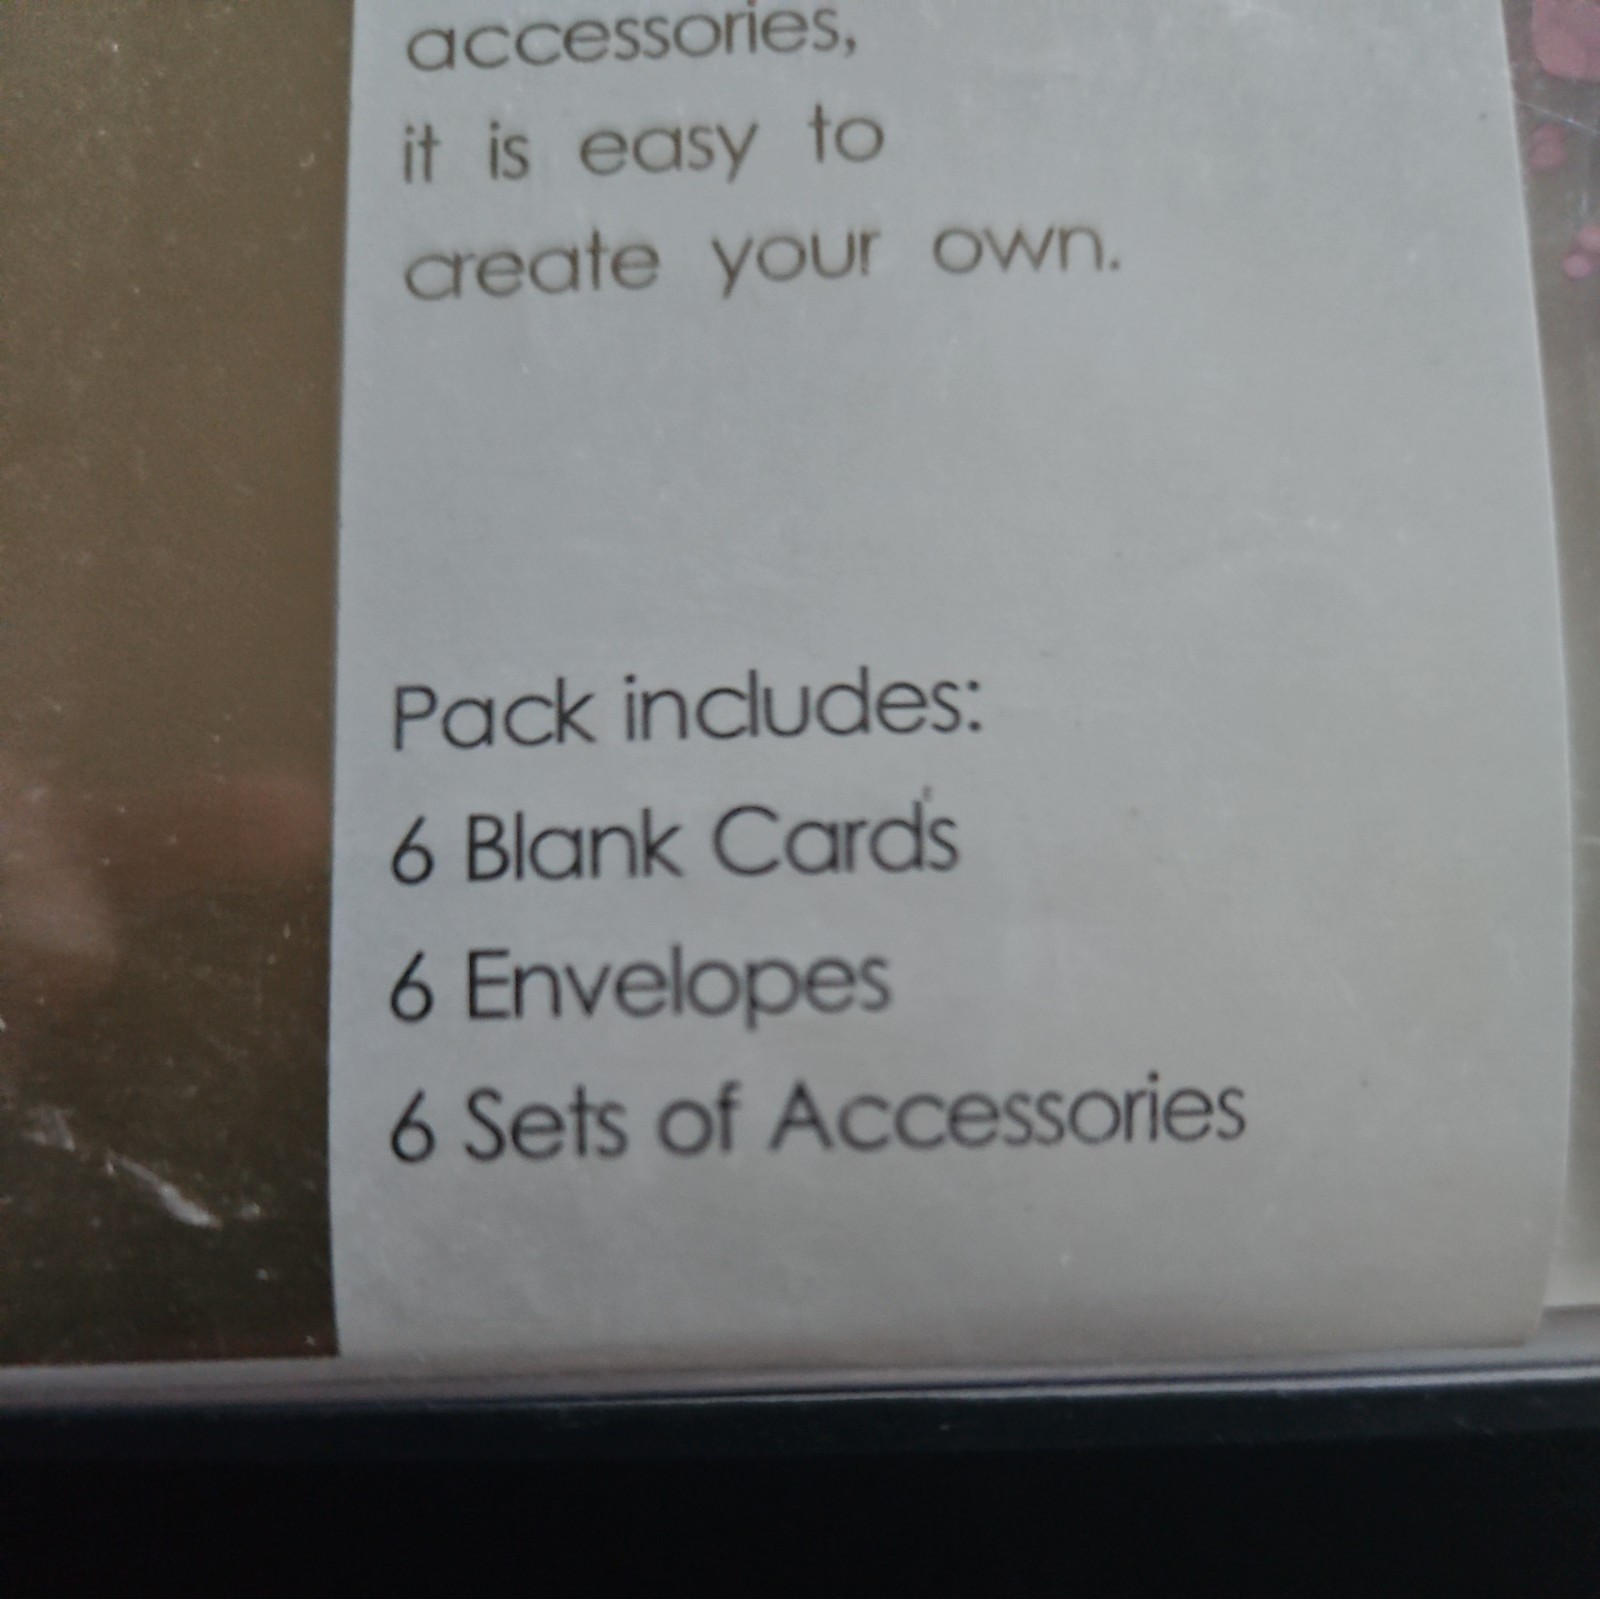 accessories,
it is easy to
create your own.
Pack includes:
6 Blank Cards
6 Envelopes
6 Sets of Accessories